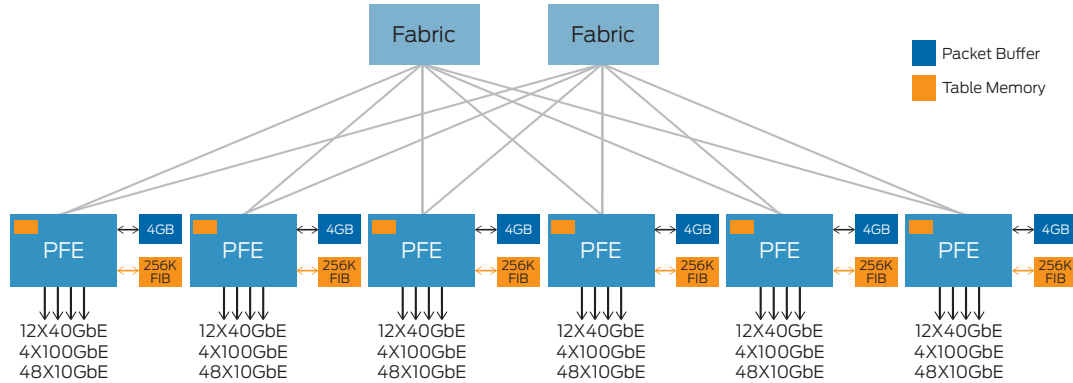 Fabric
Fabric
Packet Buffer
Table Memory
PFE
4GB
256K
FIB
12X40GbE
4X100GbE
48X10GbE
PFE
4GB
256K
FIB
12X40GbE
4X100GbE
48X10GbE
PFE
4GB
256K
FIB
12X40GbE
4X100GbE
48X10GbE
PFE
4GB
256K
FIB
12X40GbE
4X100GbE
48X10GbE
PFE
4GB
256K
FIB
12X40GbE
4X100GbE
48X10GbE
PFE
4GB
256K
FIB
12X40GbE
4X100GbE
48X10GbE